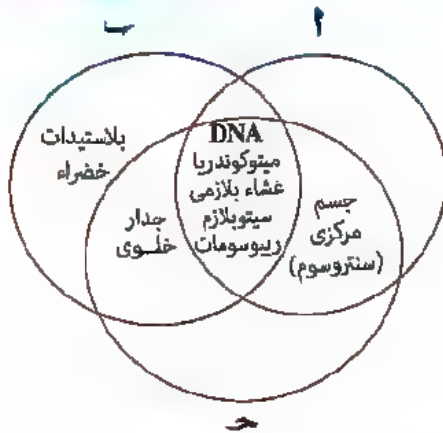 أ
ب
بلاستيدات
خضراء
DNA
ميتوكوندريا
غشاء بلازمي
سيتوبلازم
ريبوسومات
جدار
خلوي
جسم
مركزي
(سنتروسوم)
جـ